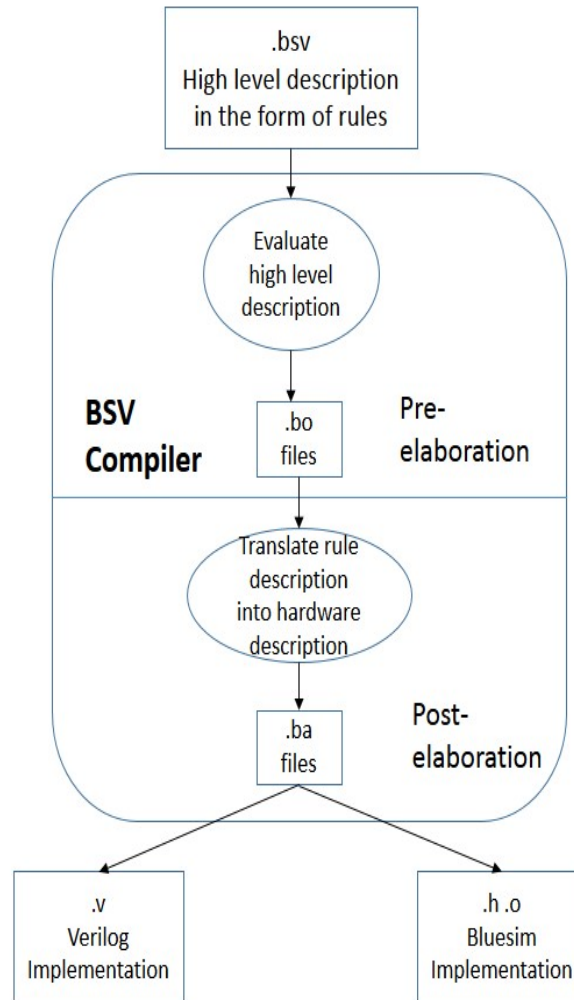 .bsv
High level description
in the form of rules
Evaluate
high level
description
BSV
Compiler
.bo
files
Pre-
elaboration
Translate rule
description
into hardware
description
.ba
files
Post-
elaboration
.v
Verilog
Implementation
.h .o
Bluesim
Implementation